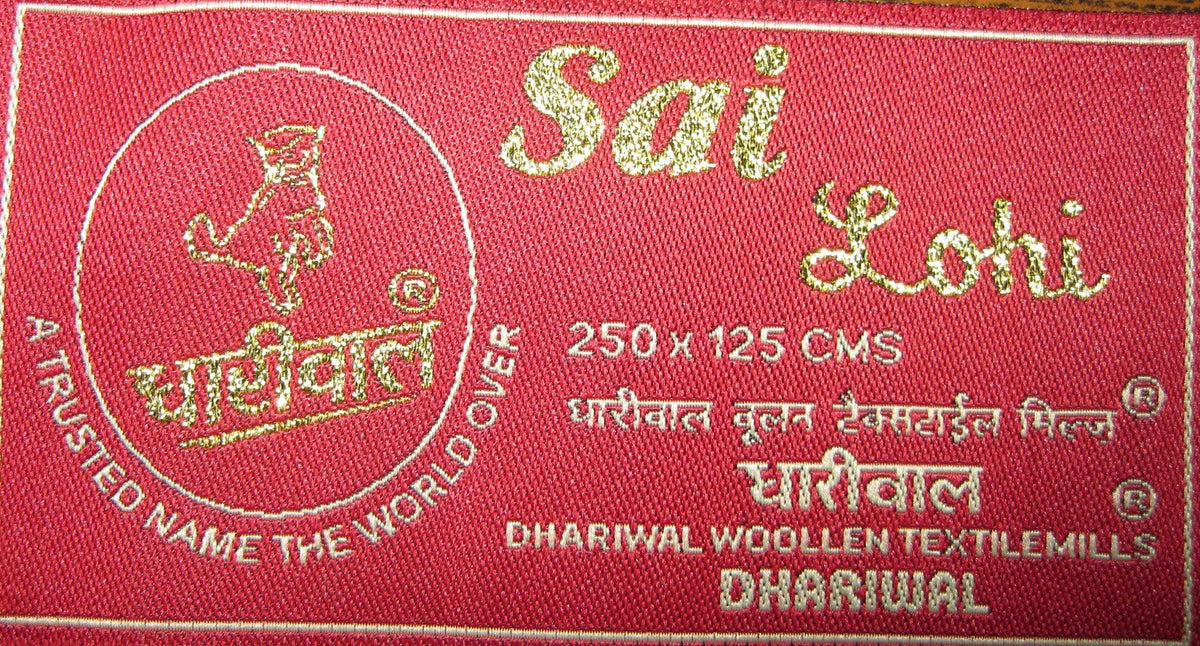 Sai
Lohi
®
धारीवाल
A TRUSTED NAME THE WORLD OVER
250 x 125 CMS
धारीवाल वूलन टैक्सटाईल मिल्ज़ ®
धारीवाल ®
DHARIWAL WOOLLEN TEXTILEMILLS
DHARIWAL